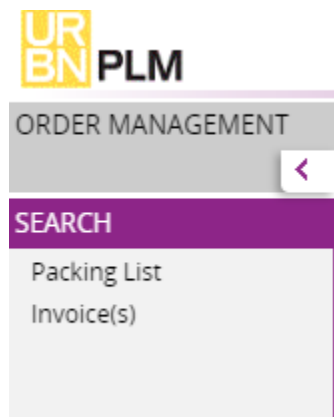 UR
BN PLM
ORDER MANAGEMENT
SEARCH
Packing List
Invoice(s)